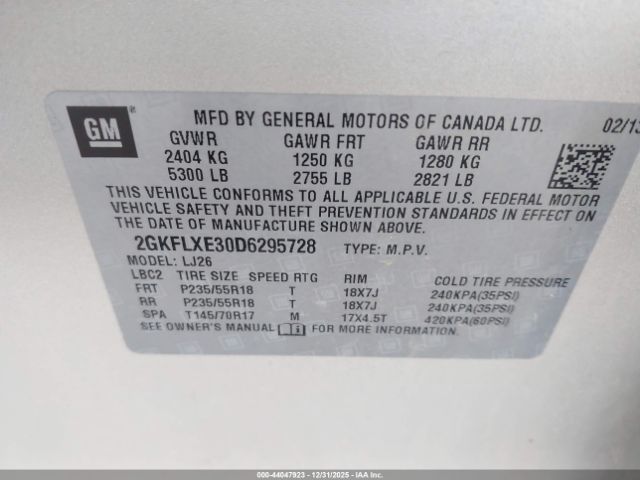 GM
MFD BY GENERAL MOTORS OF CANADA LTD. 02/13
GVWR GAWR FRT GAWR RR
2404 KG 1250 KG 1280 KG
5300 LB 2755 LB 2821 LB
THIS VEHICLE CONFORMS TO ALL APPLICABLE U.S. FEDERAL MOTOR
VEHICLE SAFETY AND THEFT PREVENTION STANDARDS IN EFFECT ON
THE DATE OF MANUFACTURE SHOWN ABOVE.
2GKFLXE30D6295728 TYPE: M.P.V.
MODEL: LJ26
LBC2 TIRE SIZE SPEED RTG RIM COLD TIRE PRESSURE
FRT P235/55R18 T 18X7J 240KPA(35PSI)
RR P235/55R18 T 18X7J 240KPA(35PSI)
SPA T145/70R17 M 17X4.5T 420KPA(60PSI)
SEE OWNER'S MANUAL FOR MORE INFORMATION.
000-44047923 - 12/31/2025 - COPYRIGHT IAA, LLC.